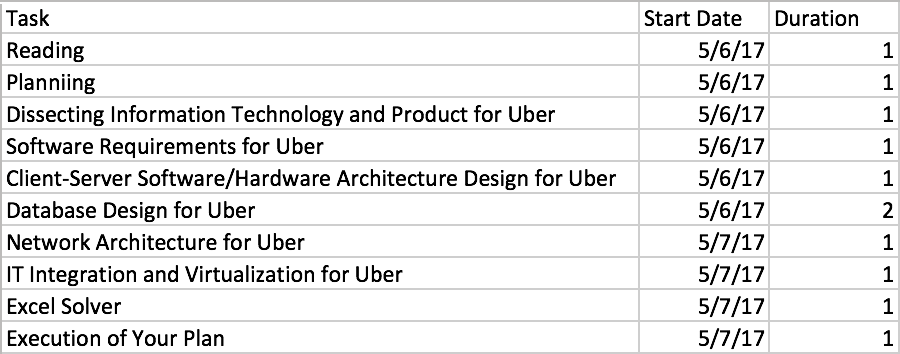 Task Start Date Duration
Reading 5/6/17 1
Planniing 5/6/17 1
Dissecting Information Technology and Product for Uber 5/6/17 1
Software Requirements for Uber 5/6/17 1
Client-Server Software/Hardware Architecture Design for Uber 5/6/17 1
Database Design for Uber 5/6/17 2
Network Architecture for Uber 5/7/17 1
IT Integration and Virtualization for Uber 5/7/17 1
Excel Solver 5/7/17 1
Execution of Your Plan 5/7/17 1